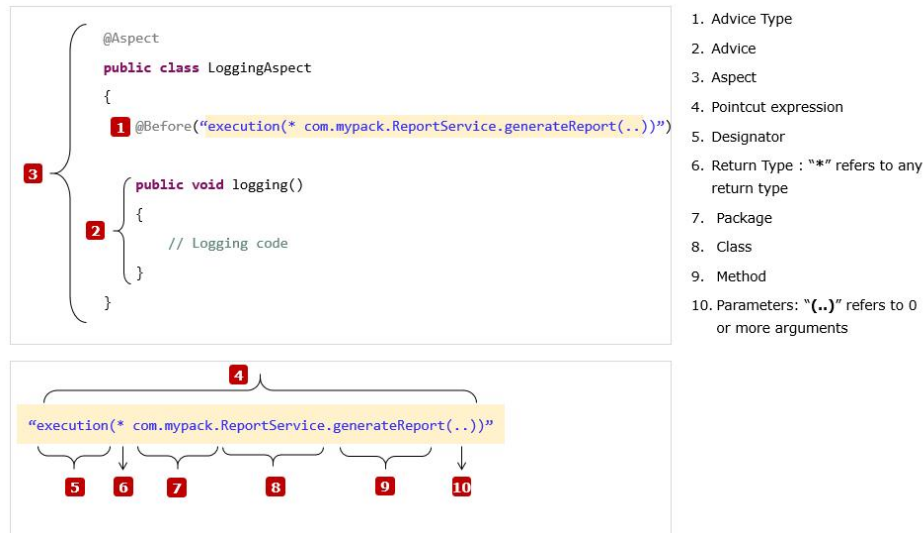 @Aspect
public class LoggingAspect
{
1 @Before(“execution(* com.mypack.ReportService.generateReport(..))”)
3
public void logging()
{
2
// Logging code
}
}
1. Advice Type
2. Advice
3. Aspect
4. Pointcut expression
5. Designator
6. Return Type : “*” refers to any
return type
7. Package
8. Class
9. Method
10. Parameters: “(..)” refers to 0
or more arguments
4
“execution(* com.mypack.ReportService.generateReport(..))”
5 6 7 8 9 10